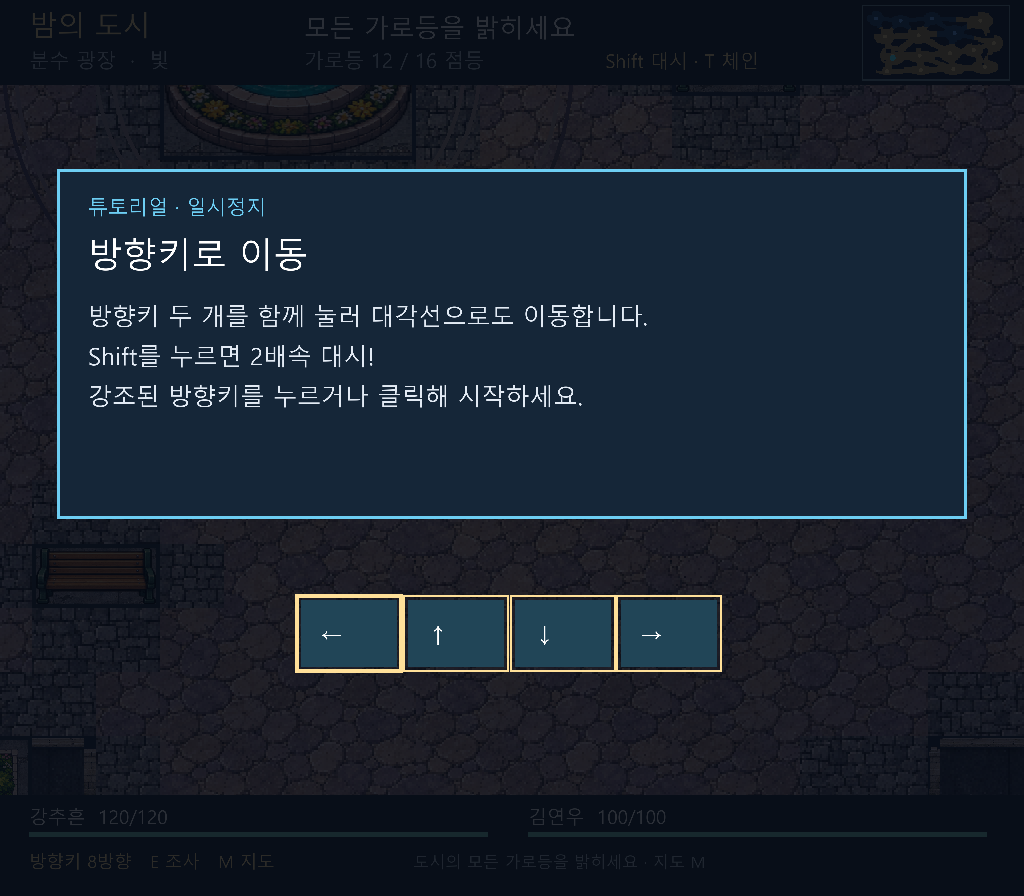 밤의 도시
모든 가로등을 밝히세요
분수 광장 · 빛
가로등 12 / 16 점등
Shift 대시 · T 체인
튜토리얼 · 일시정지
방향키로 이동
방향키 두 개를 함께 눌러 대각선으로도 이동합니다.
Shift를 누르면 2배속 대시!
강조된 방향키를 누르거나 클릭해 시작하세요.
← ↑ ↓ →
강추흔 120/120
김연우 100/100
방향키 8방향 E 조사 M 지도
도시의 모든 가로등을 밝히세요 · 지도 M